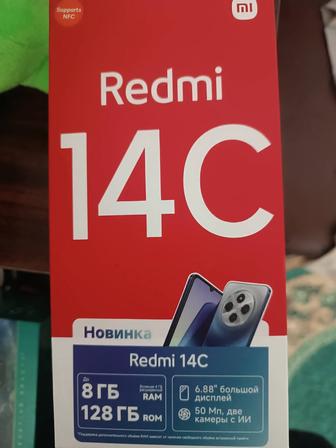 Supports
NFC
mi
Redmi
14C
Новинка
Redmi 14C
До
8 ГБ
RAM
128 ГБ ROM
6.88" большой
дисплей
50 Мп, две
камеры с ИИ